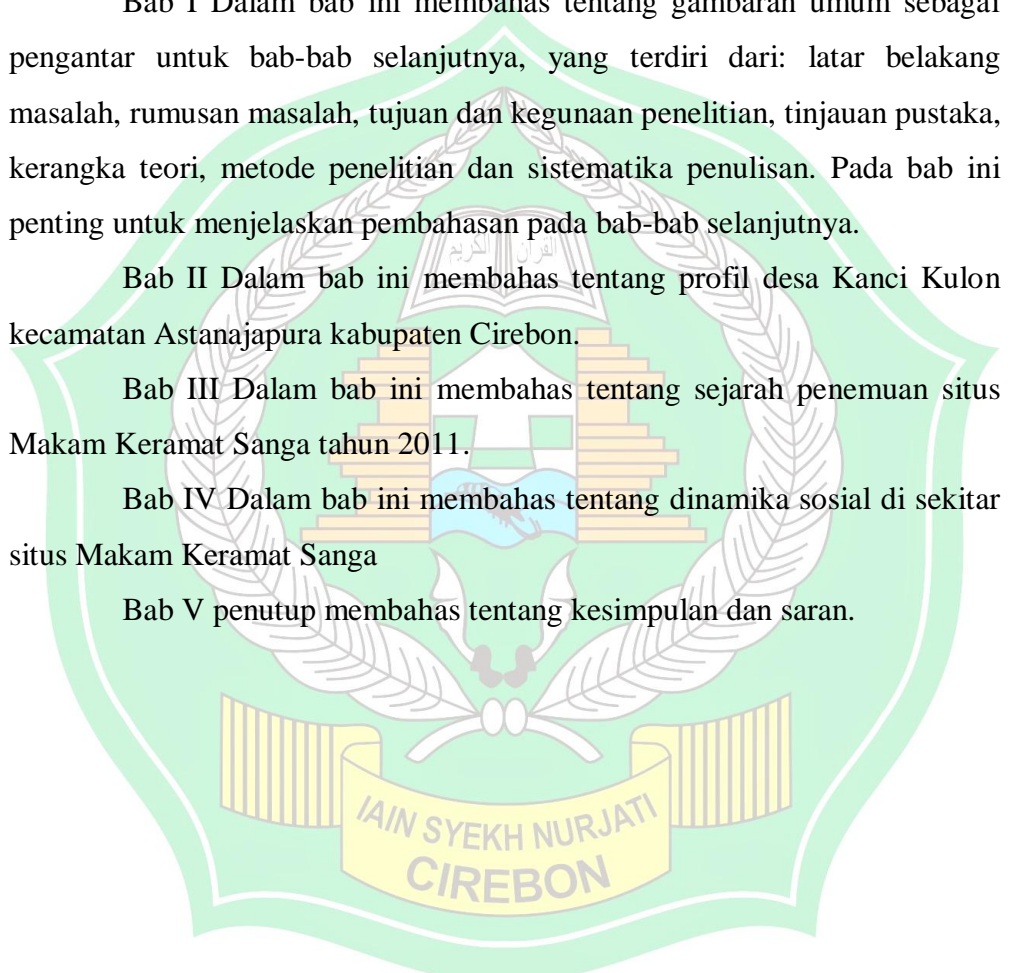 Bab I Dalam bab ini membahas tentang gambaran umum sebagai
pengantar untuk bab-bab selanjutnya, yang terdiri dari: latar belakang
masalah, rumusan masalah, tujuan dan kegunaan penelitian, tinjauan pustaka,
kerangka teori, metode penelitian dan sistematika penulisan. Pada bab ini
penting untuk menjelaskan pembahasan pada bab-bab selanjutnya.
القرآن الكريم
Bab II Dalam bab ini membahas tentang profil desa Kanci Kulon
kecamatan Astanajapura kabupaten Cirebon.
Bab III Dalam bab ini membahas tentang sejarah penemuan situs
Makam Keramat Sanga tahun 2011.
Bab IV Dalam bab ini membahas tentang dinamika sosial di sekitar
situs Makam Keramat Sanga
Bab V penutup membahas tentang kesimpulan dan saran.
IAIN SYEKH NURJATI
CIREBON